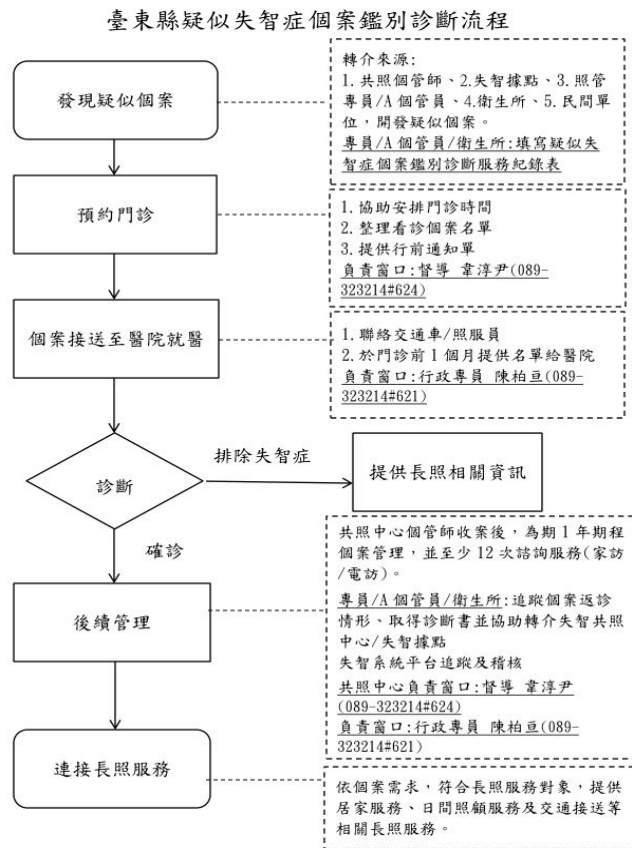 臺東縣疑似失智症個案鑑別診斷流程
發現疑似個案
轉介來源:
1.共照個管師、2.失智據點、3.照管
專員/A個管員、4.衛生所、5.民間單
位，開發疑似個案。
專員/A個管員/衛生所:填寫疑似失
智症個案鑑別診斷服務紀錄表
預約門診
1.協助安排門診時間
2.整理看診個案名單
3.提供行前通知單
負責窗口:督導 韋淳尹(089-
323214#624)
個案接送至醫院就醫
1.聯絡交通車/照服員
2.於門診前1個月提供名單給醫院
負責窗口:行政專員 陳柏亘(089-
323214#621)
診斷
排除失智症
提供長照相關資訊
確診
後續管理
共照中心個管師收案後，為期1年期程
個案管理，並至少12次諮詢服務(家訪
/電訪)。
專員/A個管員/衛生所:追蹤個案返診
情形、取得診斷書並協助轉介失智共照
中心/失智據點
失智系統平台追蹤及稽核
共照中心負責窗口:督導 韋淳尹
(089-323214#624)
負責窗口:行政專員 陳柏亘(089-
323214#621)
連接長照服務
依個案需求，符合長照服務對象，提供
居家服務、日間照顧服務及交通接送等
相關長照服務。